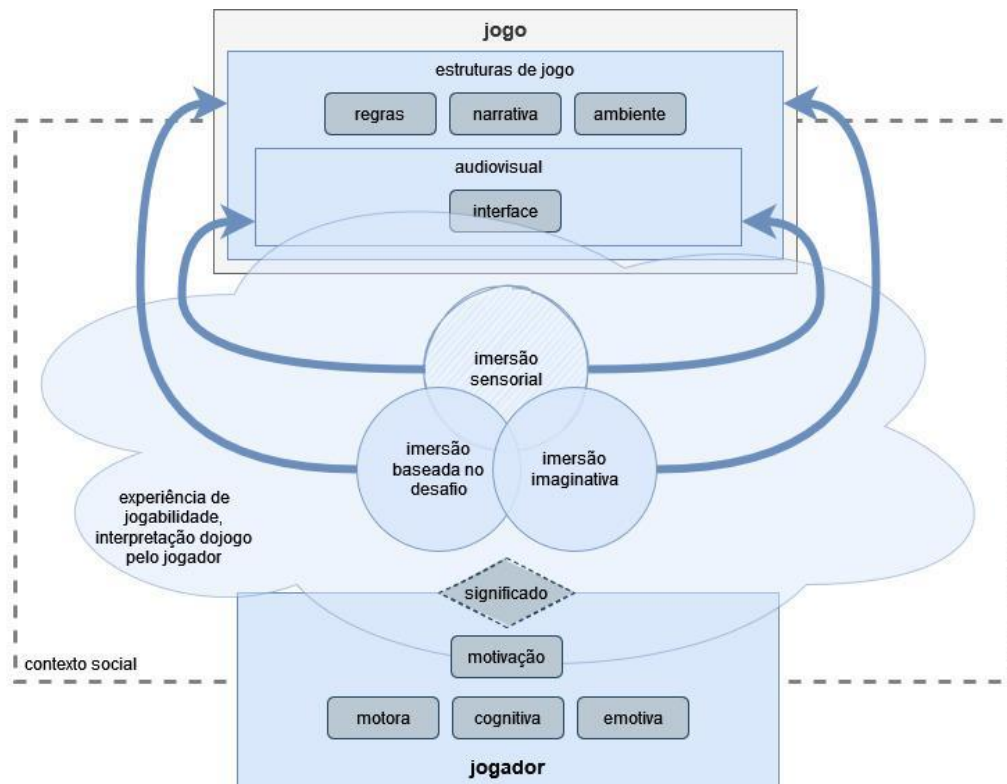 jogo
estruturas de jogo
regras
narrativa
ambiente
audiovisual
interface
imersão
sensorial
imersão
baseada no
desafio
imersão
imaginativa
experiência de
jogabilidade,
interpretação dojogo
pelo jogador
significado
contexto social
motivação
motora
cognitiva
emotiva
jogador